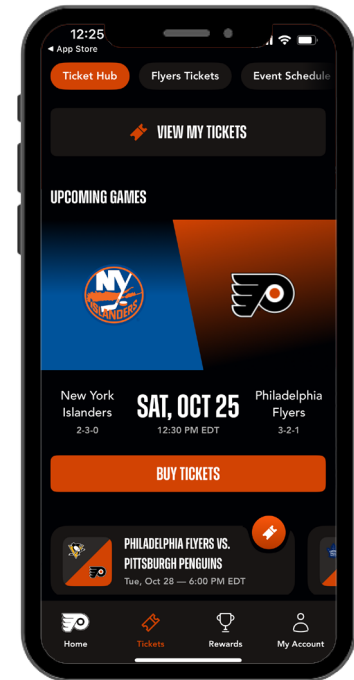 12:25
App Store
Ticket Hub
Flyers Tickets
Event Schedule
VIEW MY TICKETS
UPCOMING GAMES
NY
ISLANDERS
New York
Islanders
2-3-0
SAT, OCT 25
12:30 PM EDT
Philadelphia
Flyers
3-2-1
BUY TICKETS
PHILADELPHIA FLYERS VS.
PITTSBURGH PENGUINS
Tue, Oct 28 — 6:00 PM EDT
Home
Tickets
Rewards
My Account